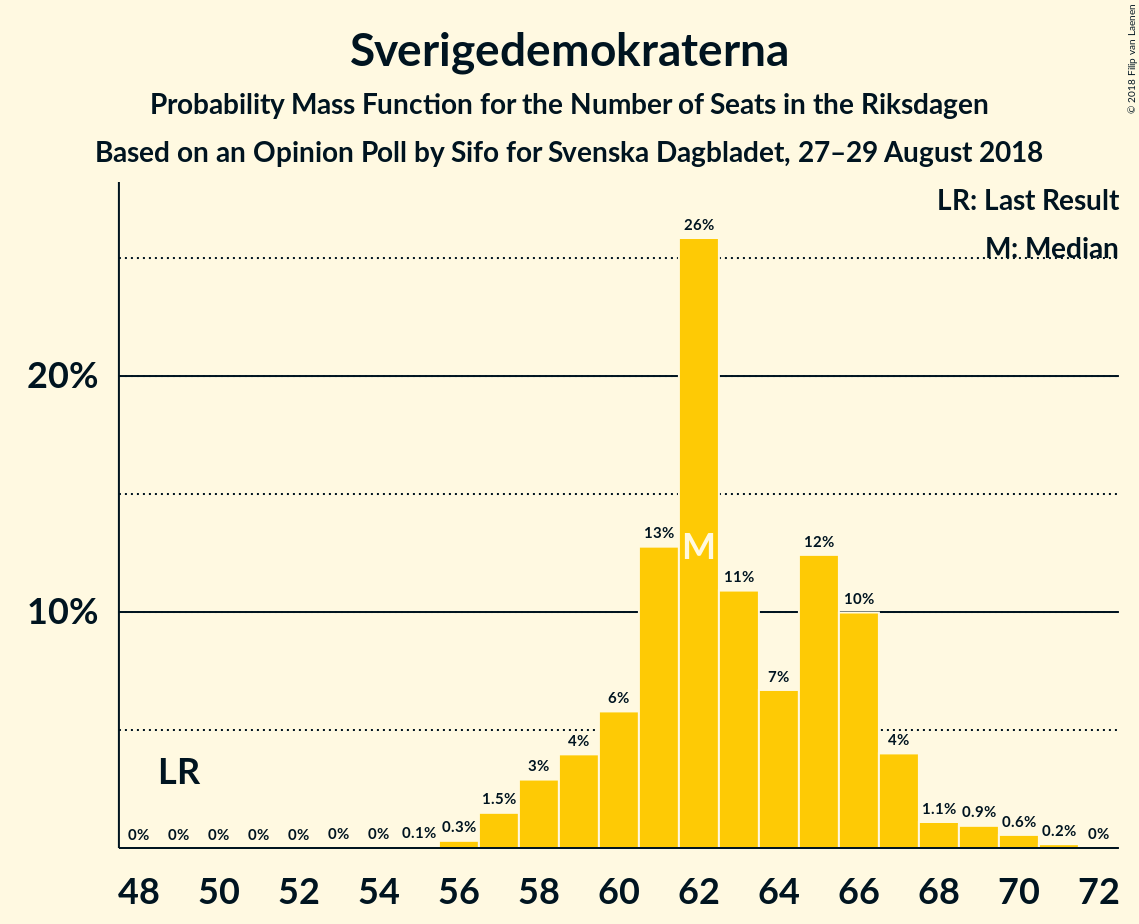 Sverigedemokraterna
Probability Mass Function for the Number of Seats in the Riksdagen
Based on an Opinion Poll by Sifo for Svenska Dagbladet, 27–29 August 2018
© 2018 Filip van Laenen
LR: Last Result
M: Median
20%
10%
LR
M
0% 0% 0% 0% 0% 0% 0% 0.1% 0.3% 1.5% 3% 4% 6% 13% 26% 11% 7% 12% 10% 4% 1.1% 0.9% 0.6% 0.2% 0%
48 50 52 54 56 58 60 62 64 66 68 70 72